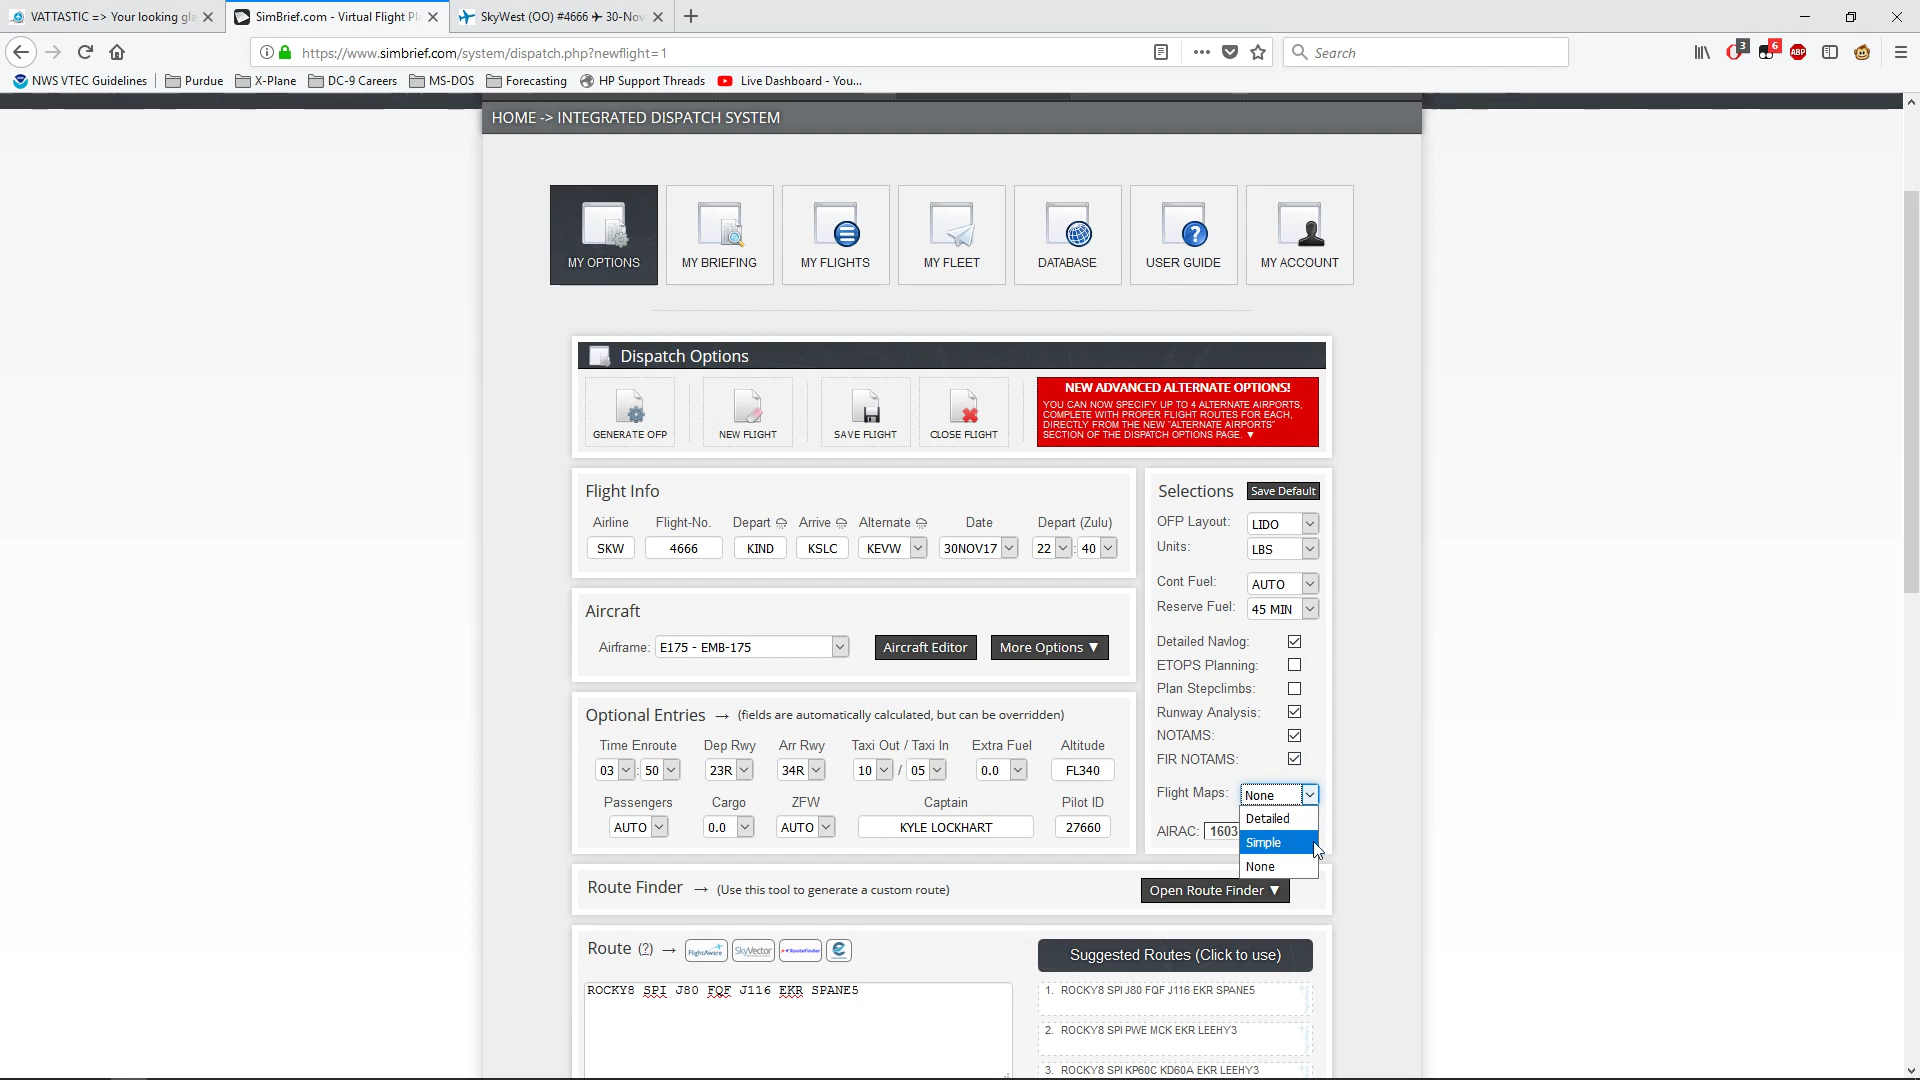 VATTASTIC => Your looking gla
SimBrief.com - Virtual Flight Pla
SkyWest (OO) #4666 ✈ 30-Nov
https://www.simbrief.com/system/dispatch.php?newflight=1
Search
3
6
ABP
NWS VTEC Guidelines
Purdue
X-Plane
DC-9 Careers
MS-DOS
Forecasting
HP Support Threads
Live Dashboard - You...
HOME -> INTEGRATED DISPATCH SYSTEM
MY OPTIONS
MY BRIEFING
MY FLIGHTS
MY FLEET
DATABASE
USER GUIDE
MY ACCOUNT
Dispatch Options
GENERATE OFP
NEW FLIGHT
SAVE FLIGHT
CLOSE FLIGHT
NEW ADVANCED ALTERNATE OPTIONS!
YOU CAN NOW SPECIFY UP TO 4 ALTERNATE AIRPORTS,
COMPLETE WITH PROPER FLIGHT ROUTES FOR EACH,
DIRECTLY FROM THE NEW "ALTERNATE AIRPORTS"
SECTION OF THE DISPATCH OPTIONS PAGE. ▼
Flight Info
Airline Flight-No. Depart Arrive Alternate Date Depart (Zulu)
SKW 4666 KIND KSLC KEVW 30NOV17 22 : 40
Aircraft
Airframe: E175 - EMB-175 Aircraft Editor More Options ▼
Optional Entries → (fields are automatically calculated, but can be overridden)
Time Enroute Dep Rwy Arr Rwy Taxi Out / Taxi In Extra Fuel Altitude
03 : 50 23R 34R 10 / 05 0.0 FL340
Passengers Cargo ZFW Captain Pilot ID
AUTO 0.0 AUTO KYLE LOCKHART 27660
Selections Save Default
OFP Layout: LIDO
Units: LBS
Cont Fuel: AUTO
Reserve Fuel: 45 MIN
Detailed Navlog:
ETOPS Planning:
Plan Stepclimbs:
Runway Analysis:
NOTAMS:
FIR NOTAMS:
Flight Maps: None
Detailed
Simple
None
AIRAC: 1603
Route Finder → (Use this tool to generate a custom route)
Open Route Finder ▼
Route (?) → FlightAware SkyVector RouteFinder
ROCKY8 SPI J80 FQF J116 EKR SPANE5
Suggested Routes (Click to use)
1. ROCKY8 SPI J80 FQF J116 EKR SPANE5
2. ROCKY8 SPI PWE MCK EKR LEEHY3
3. ROCKY8 SPI KP60C KD60A EKR LEEHY3